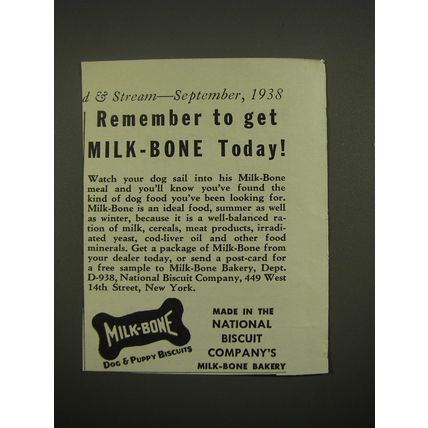 d & Stream—September, 1938
Remember to get
MILK-BONE Today!
Watch your dog sail into his Milk-Bone
meal and you'll know you've found the
kind of dog food you've been looking for.
Milk-Bone is an ideal food, summer as well
as winter, because it is a well-balanced ra-
tion of milk, cereals, meat products, irradi-
ated yeast, cod-liver oil and other food
minerals. Get a package of Milk-Bone from
your dealer today, or send a post-card for
a free sample to Milk-Bone Bakery, Dept.
D-938, National Biscuit Company, 449 West
14th Street, New York.
MILK-BONE
DOG & PUPPY BISCUITS
MADE IN THE
NATIONAL
BISCUIT
COMPANY'S
MILK-BONE BAKERY